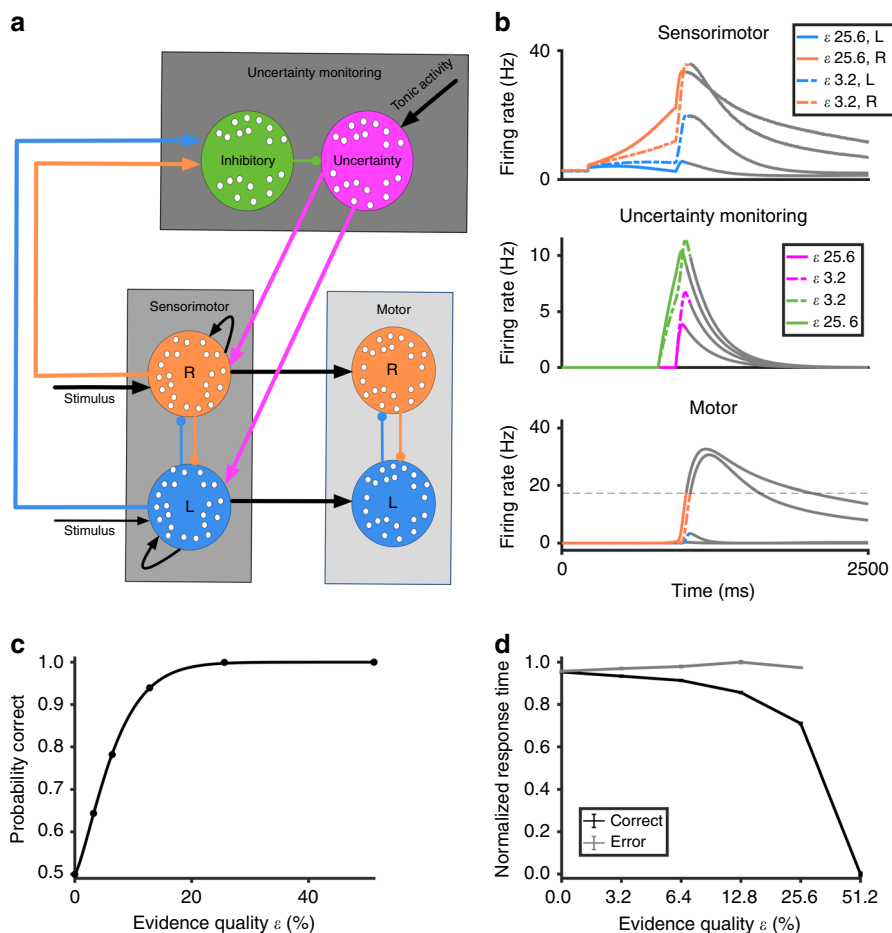 a
Uncertainty monitoring
Tonic activity
Inhibitory
Uncertainty
Sensorimotor
Motor
R
R
Stimulus
L
L
Stimulus
b
Sensorimotor
40
0
Firing rate (Hz)
ε 25.6, L
ε 25.6, R
ε 3.2, L
ε 3.2, R
Uncertainty monitoring
10
5
0
Firing rate (Hz)
ε 25.6
ε 3.2
ε 3.2
ε 25.6
Motor
40
20
0
Firing rate (Hz)
0
2500
Time (ms)
c
1.0
0.9
0.8
0.7
0.6
0.5
Probability correct
0
20
40
Evidence quality ε (%)
d
1.0
0.8
0.6
0.4
0.2
0.0
Normalized response time
Correct
Error
0.0
3.2
6.4
12.8
25.6
51.2
Evidence quality ε (%)